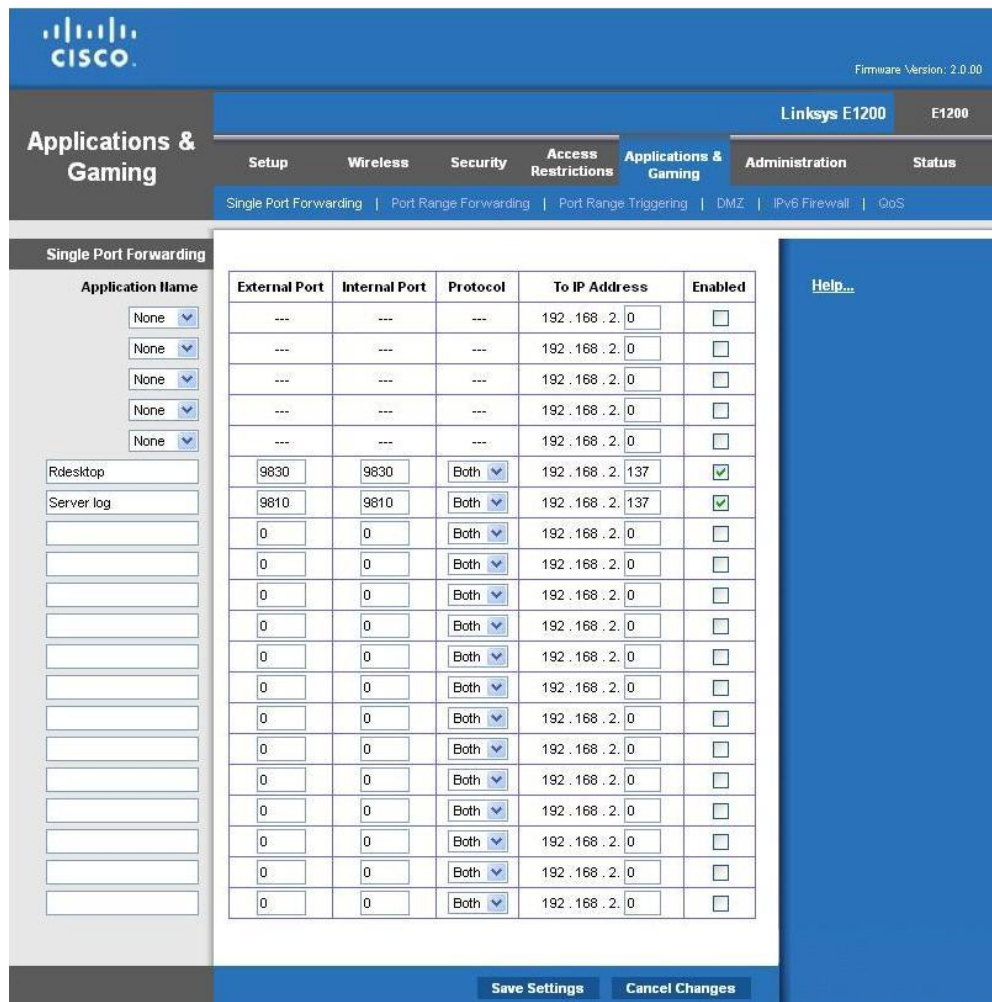 CISCO.
Firmware Version: 2.0.00
Linksys E1200 E1200
Applications & Gaming
Setup Wireless Security Access Restrictions Applications & Gaming Administration Status
Single Port Forwarding | Port Range Forwarding | Port Range Triggering | DMZ | IPv6 Firewall | QoS
Single Port Forwarding
Application Name External Port Internal Port Protocol To IP Address Enabled
Help...
None --- --- --- 192 . 168 . 2. 0
None --- --- --- 192 . 168 . 2. 0
None --- --- --- 192 . 168 . 2. 0
None --- --- --- 192 . 168 . 2. 0
None --- --- --- 192 . 168 . 2. 0
Rdesktop 9830 9830 Both 192 . 168 . 2. 137
Server log 9810 9810 Both 192 . 168 . 2. 137
0 0 Both 192 . 168 . 2. 0
0 0 Both 192 . 168 . 2. 0
0 0 Both 192 . 168 . 2. 0
0 0 Both 192 . 168 . 2. 0
0 0 Both 192 . 168 . 2. 0
0 0 Both 192 . 168 . 2. 0
0 0 Both 192 . 168 . 2. 0
0 0 Both 192 . 168 . 2. 0
0 0 Both 192 . 168 . 2. 0
0 0 Both 192 . 168 . 2. 0
0 0 Both 192 . 168 . 2. 0
0 0 Both 192 . 168 . 2. 0
0 0 Both 192 . 168 . 2. 0
Save Settings Cancel Changes